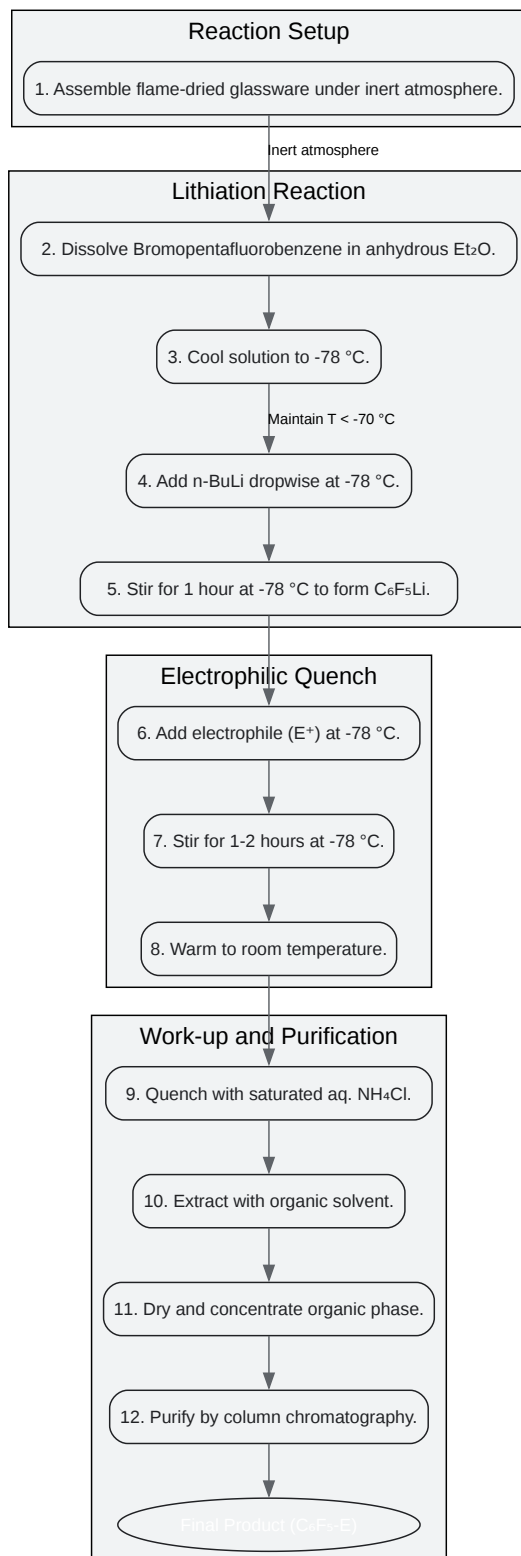 Reaction Setup
1. Assemble flame-dried glassware under inert atmosphere.
Inert atmosphere
Lithiation Reaction
2. Dissolve Bromopentafluorobenzene in anhydrous Et₂O.
3. Cool solution to -78 °C.
Maintain T < -70 °C
4. Add n-BuLi dropwise at -78 °C.
5. Stir for 1 hour at -78 °C to form C₆F₅Li.
Electrophilic Quench
6. Add electrophile (E⁺) at -78 °C.
7. Stir for 1-2 hours at -78 °C.
8. Warm to room temperature.
Work-up and Purification
9. Quench with saturated aq. NH₄Cl.
10. Extract with organic solvent.
11. Dry and concentrate organic phase.
12. Purify by column chromatography.
Final Product (C₆F₅-E)